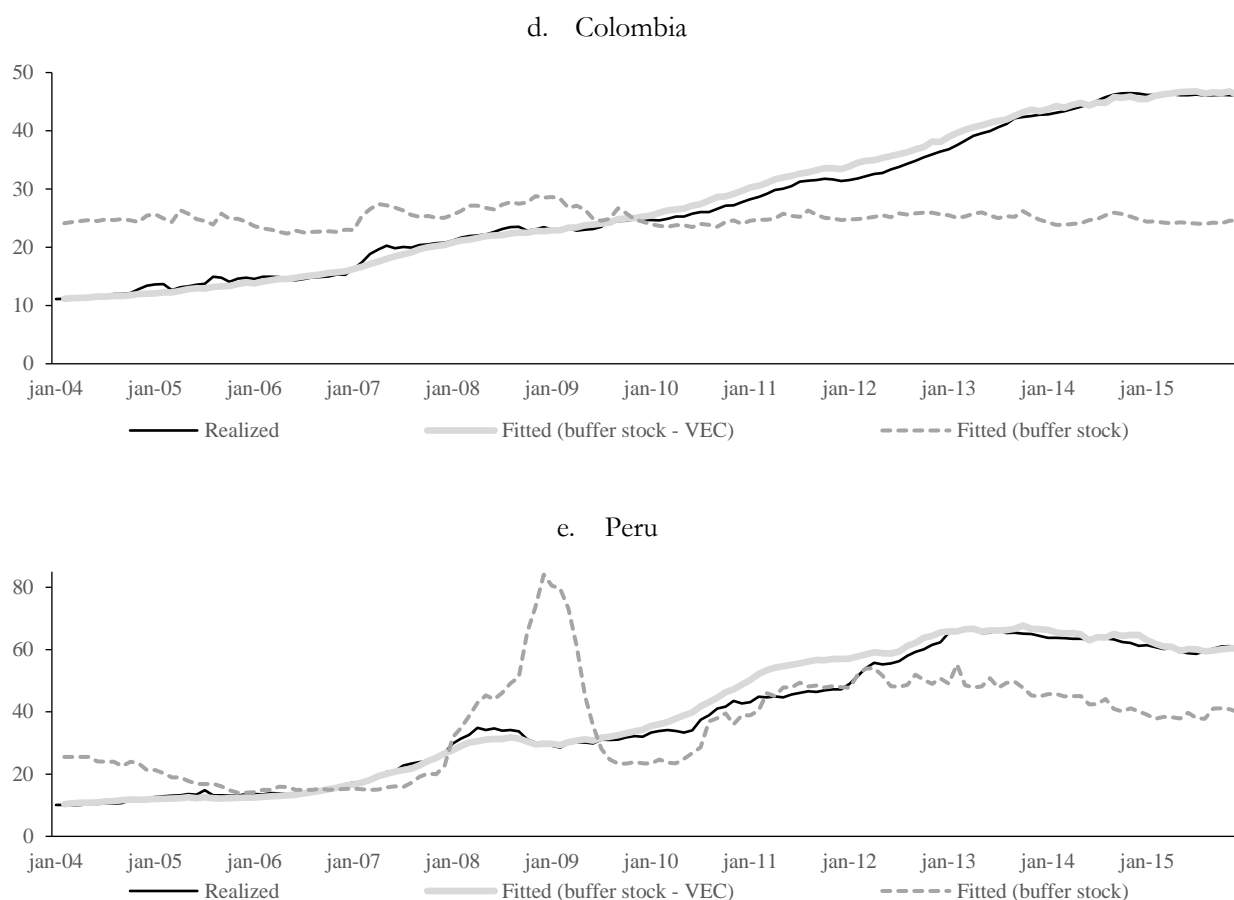 d. Colombia
50
40
30
20
10
0
jan-04 jan-05 jan-06 jan-07 jan-08 jan-09 jan-10 jan-11 jan-12 jan-13 jan-14 jan-15
Realized Fitted (buffer stock - VEC) Fitted (buffer stock)
e. Peru
80
60
40
20
0
jan-04 jan-05 jan-06 jan-07 jan-08 jan-09 jan-10 jan-11 jan-12 jan-13 jan-14 jan-15
Realized Fitted (buffer stock - VEC) Fitted (buffer stock)